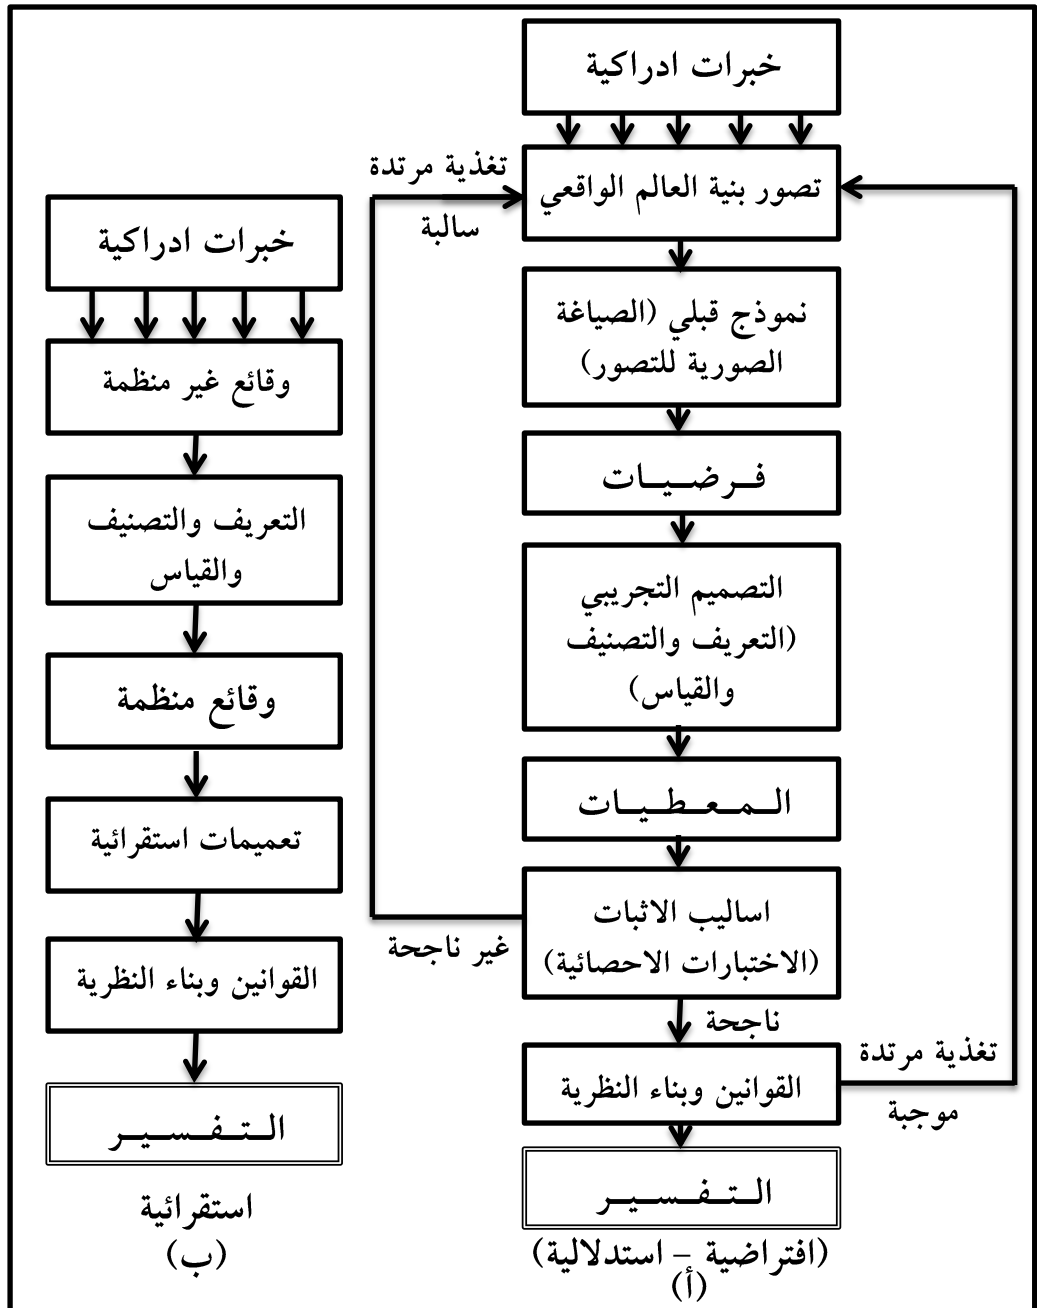 خبرات ادراكية
تصور بنية العالم الواقعي
نموذج قبلي (الصياغة
الصورية للتصور)
فـرضـيـات
التصميم التجريبي
(التعريف والتصنيف
والقياس)
الـمـعـطـيـات
اساليب الاثبات
(الاختبارات الاحصائية)
ناجحة
القوانين وبناء النظرية
الـتـفـسـيـر
(افتراضية – استدلالية)
(أ)
تغذية مرتدة
موجبة
تغذية مرتدة
سالبة
غير ناجحة
خبرات ادراكية
وقائع غير منظمة
التعريف والتصنيف
والقياس
وقائع منظمة
تعميمات استقرائية
القوانين وبناء النظرية
الـتـفـسـيـر
استقرائية
(ب)